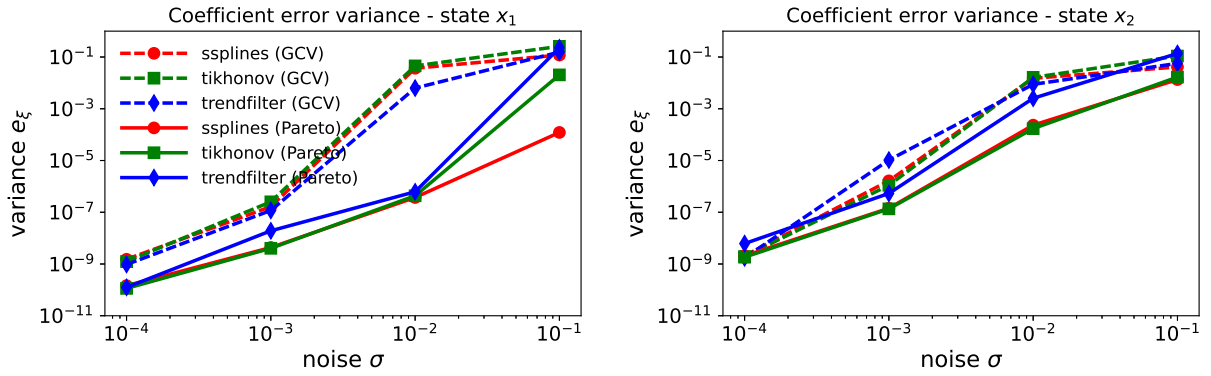 Coefficient error variance - state x₁
variance e_ξ
10⁻¹
10⁻³
10⁻⁵
10⁻⁷
10⁻⁹
10⁻¹¹
ssplines (GCV)
tikhonov (GCV)
trendfilter (GCV)
ssplines (Pareto)
tikhonov (Pareto)
trendfilter (Pareto)
10⁻⁴ 10⁻³ 10⁻² 10⁻¹
noise σ
Coefficient error variance - state x₂
variance e_ξ
10⁻¹
10⁻³
10⁻⁵
10⁻⁷
10⁻⁹
10⁻¹¹
10⁻⁴ 10⁻³ 10⁻² 10⁻¹
noise σ